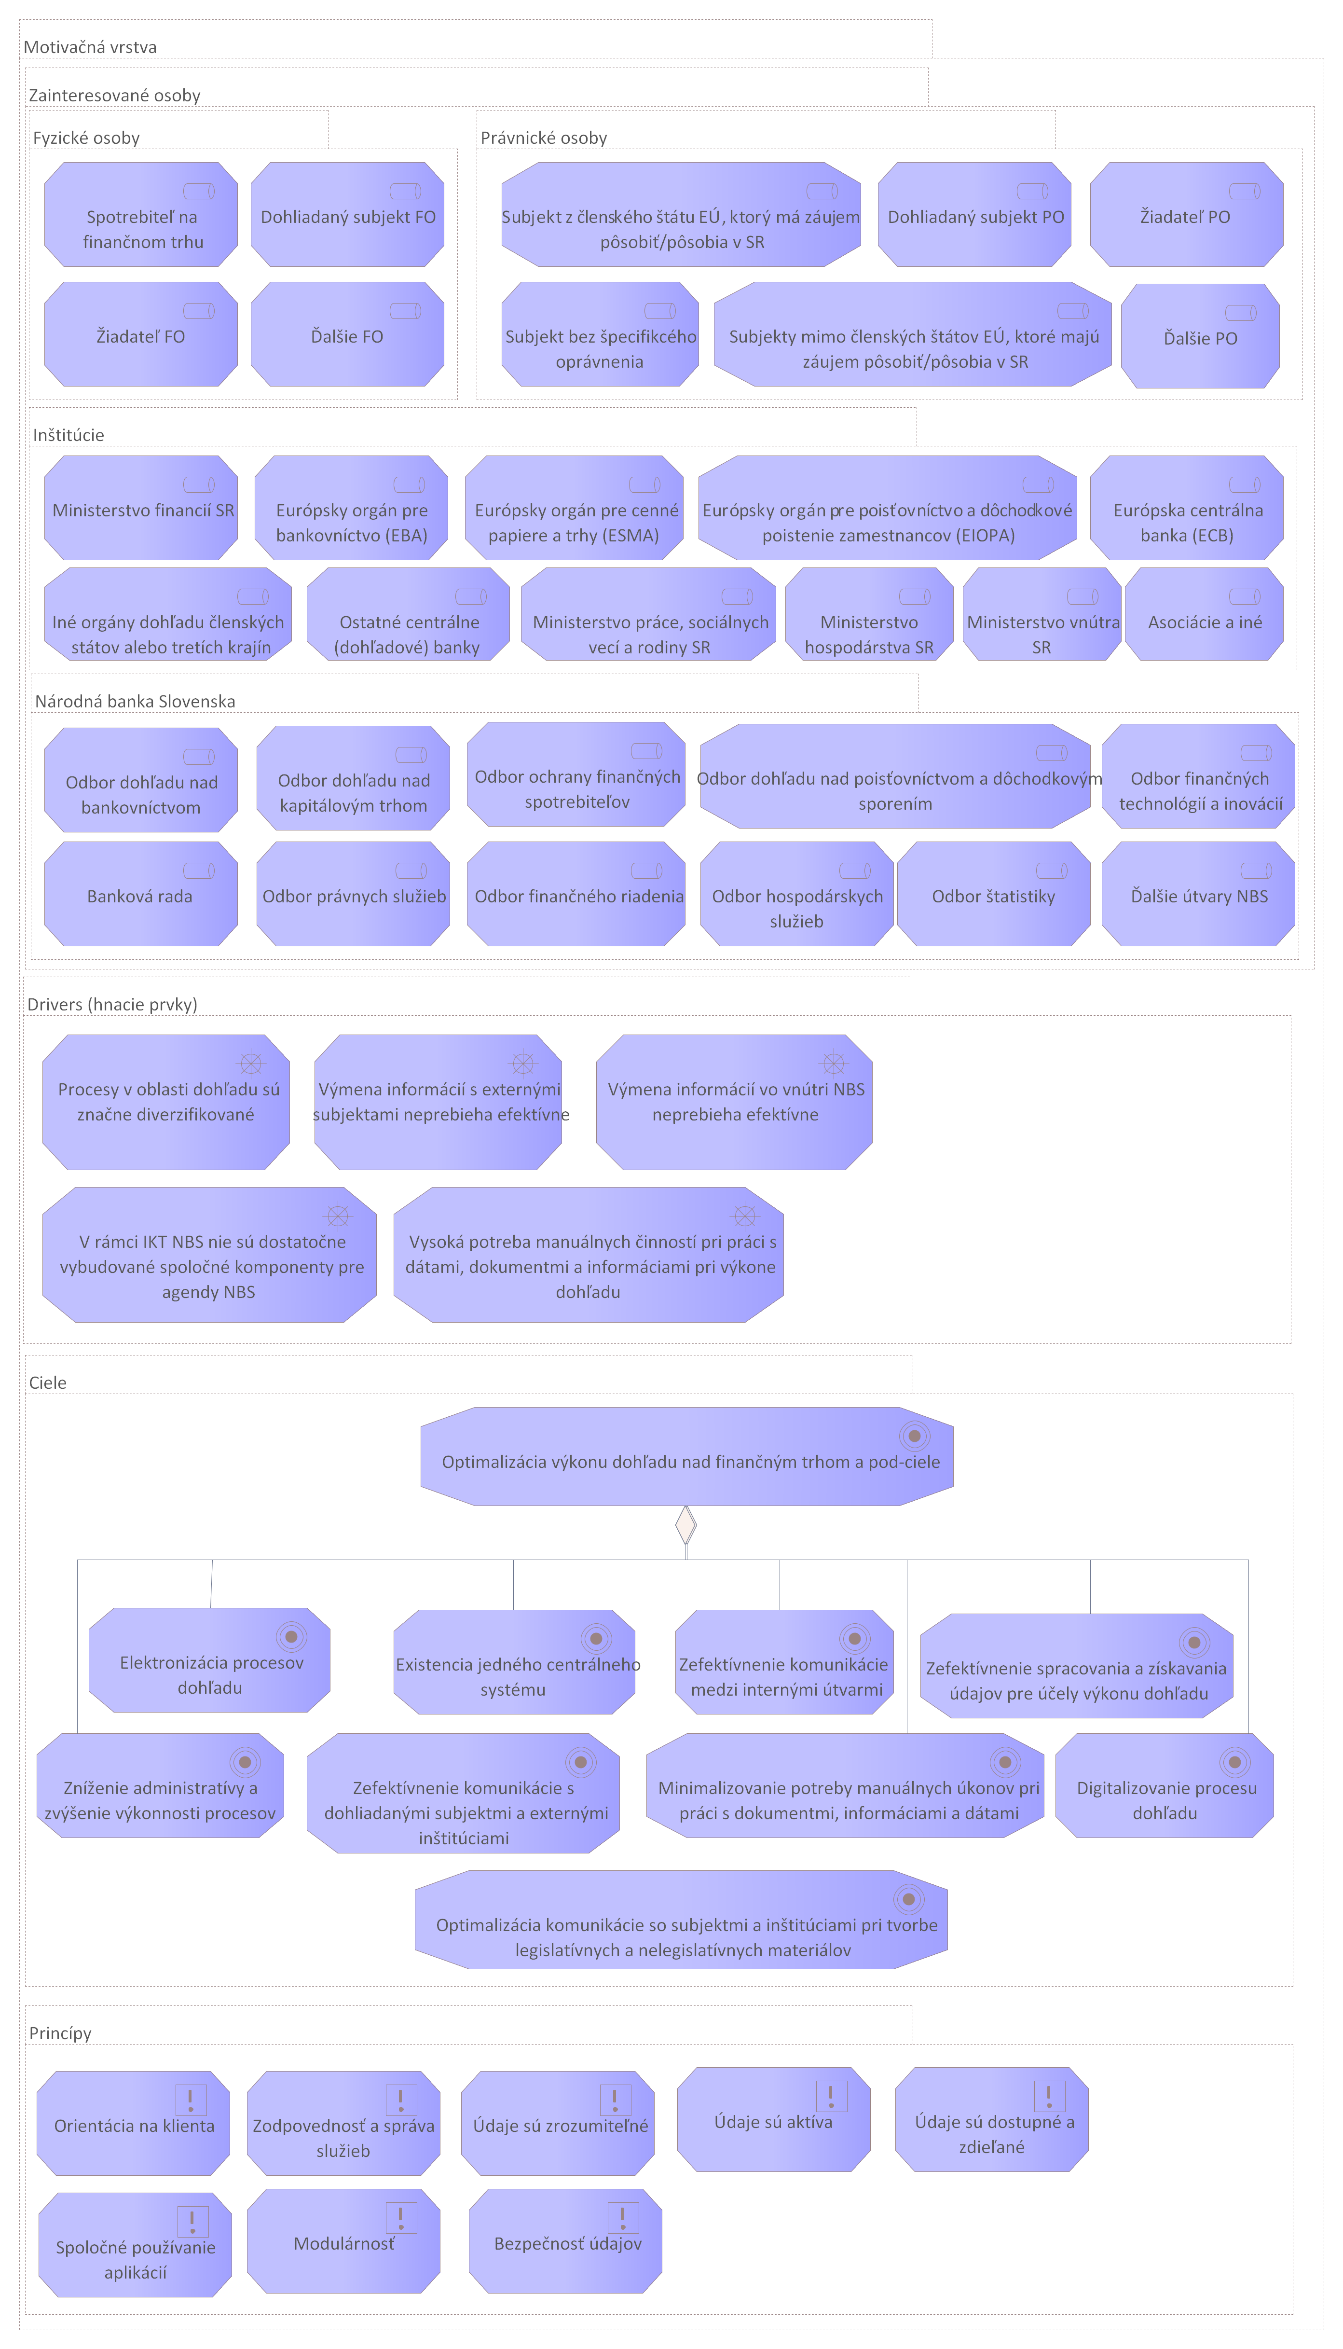 Motivačná vrstva
Zainteresované osoby
Fyzické osoby
Spotrebiteľ na
finančnom trhu
Dohliadaný subjekt FO
Žiadateľ FO
Ďalšie FO
Právnické osoby
Subjekt z členského štátu EÚ, ktorý má záujem
pôsobiť/pôsobia v SR
Dohliadaný subjekt PO
Žiadateľ PO
Subjekt bez špecifikcého
oprávnenia
Subjekty mimo členských štátov EÚ, ktoré majú
záujem pôsobiť/pôsobia v SR
Ďalšie PO
Inštitúcie
Ministerstvo financií SR
Európsky orgán pre
bankovníctvo (EBA)
Európsky orgán pre cenné
papiere a trhy (ESMA)
Európsky orgán pre poisťovníctvo a dôchodkové
poistenie zamestnancov (EIOPA)
Európska centrálna
banka (ECB)
Iné orgány dohľadu členských
státov alebo tretích krajín
Ostatné centrálne
(dohľadové) banky
Ministerstvo práce, sociálnych
vecí a rodiny SR
Ministerstvo
hospodárstva SR
Ministerstvo vnútra
SR
Asociácie a iné
Národná banka Slovenska
Odbor dohľadu nad
bankovníctvom
Odbor dohľadu nad
kapitálovým trhom
Odbor ochrany finančných
spotrebiteľov
Odbor dohľadu nad poisťovníctvom a dôchodkovým
sporením
Odbor finančných
technológií a inovácií
Banková rada
Odbor právnych služieb
Odbor finančného riadenia
Odbor hospodárskych
služieb
Odbor štatistiky
Ďalšie útvary NBS
Drivers (hnacie prvky)
Procesy v oblasti dohľadu sú
značne diverzifikované
Výmena informácií s externými
subjektami neprebieha efektívne
Výmena informácií vo vnútri NBS
neprebieha efektívne
V rámci IKT NBS nie sú dostatočne
vybudované spoločné komponenty pre
agendy NBS
Vysoká potreba manuálnych činností pri práci s
dátami, dokumentmi a informáciami pri výkone
dohľadu
Ciele
Optimalizácia výkonu dohľadu nad finančným trhom a pod-ciele
Elektronizácia procesov
dohľadu
Existencia jedného centrálneho
systému
Zefektívnenie komunikácie
medzi internými útvarmi
Zefektívnenie spracovania a získavania
údajov pre účely výkonu dohľadu
Zníženie administratívy a
zvýšenie výkonnosti procesov
Zefektívnenie komunikácie s
dohliadanými subjektmi a externými
inštitúciami
Minimalizovanie potreby manuálnych úkonov pri
práci s dokumentmi, informáciami a dátami
Digitalizovanie procesu
dohľadu
Optimalizácia komunikácie so subjektmi a inštitúciami pri tvorbe
legislatívnych a nelegislatívnych materiálov
Princípy
Orientácia na klienta
Zodpovednosť a správa
služieb
Údaje sú zrozumiteľné
Údaje sú aktíva
Údaje sú dostupné a
zdieľané
Spoločné používanie
aplikácií
Modulárnosť
Bezpečnosť údajov